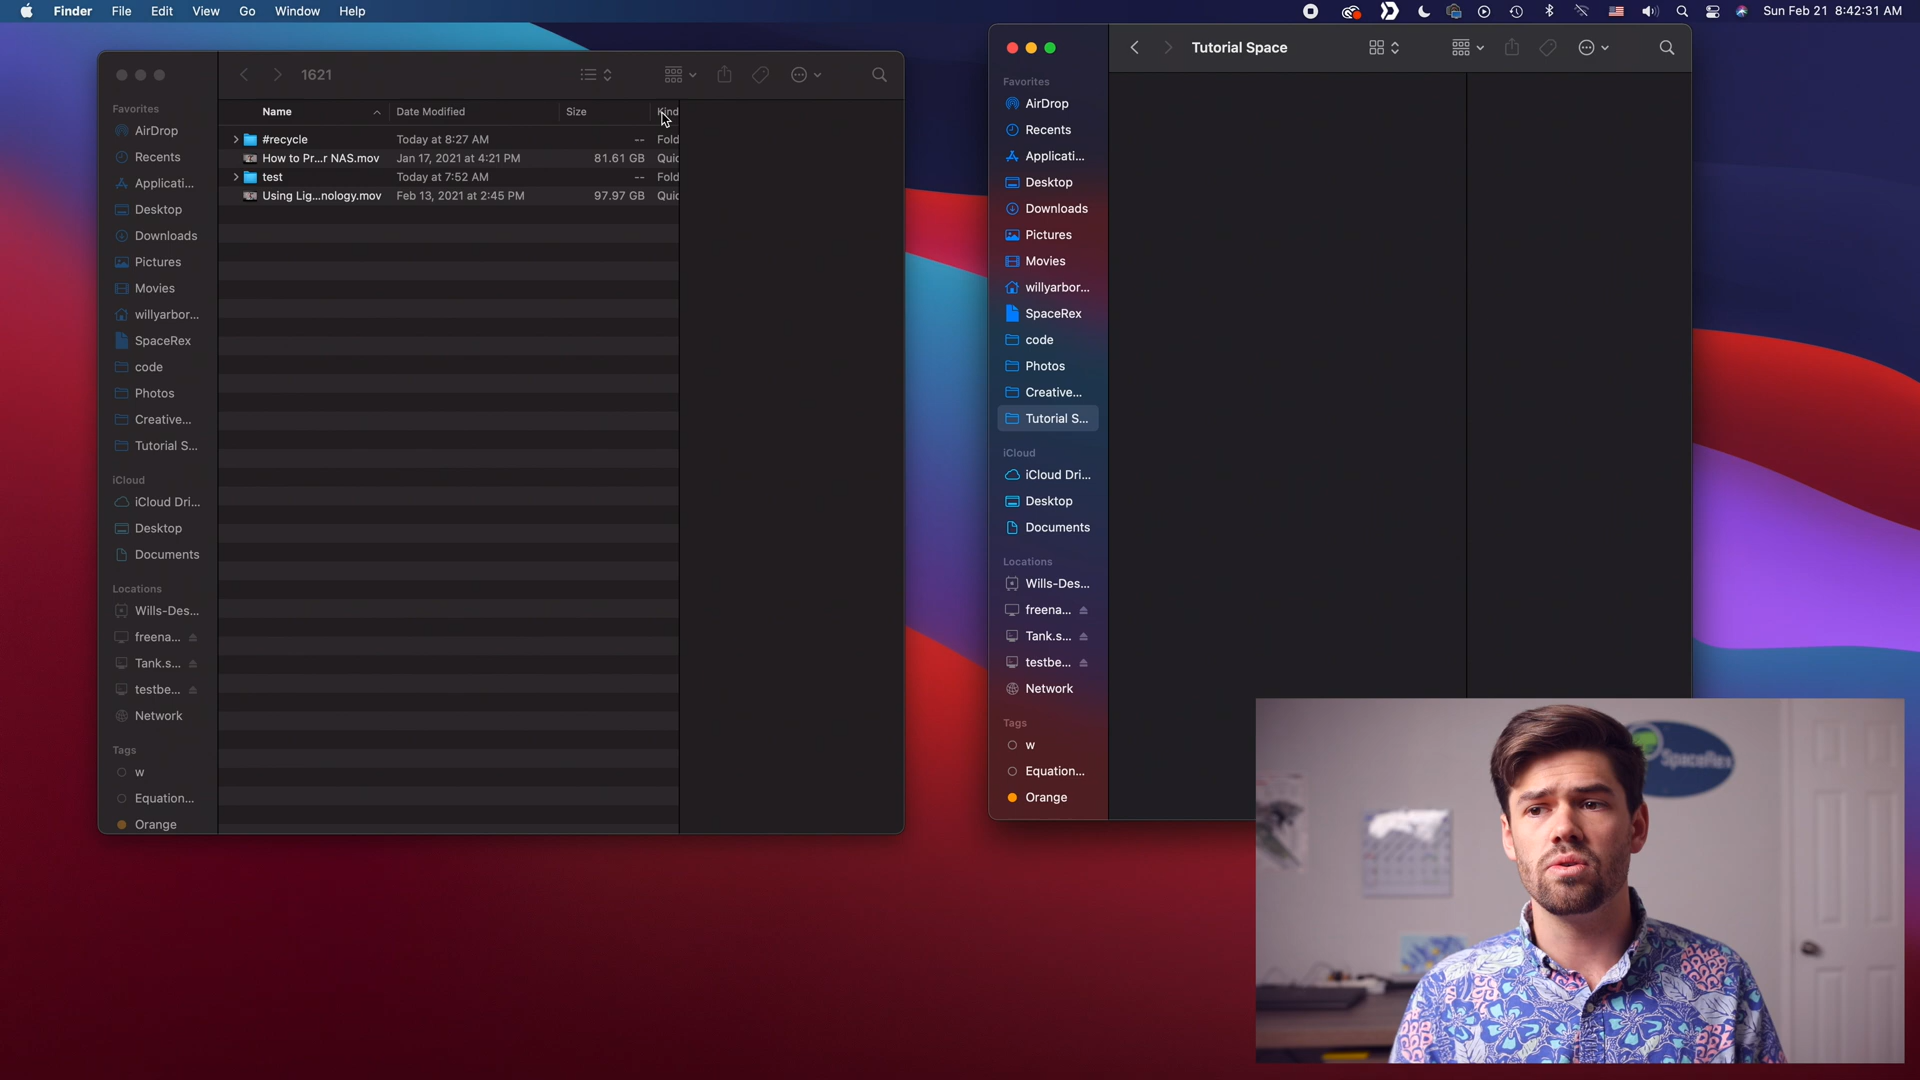 Finder File Edit View Go Window Help
Sun Feb 21 8:42:31 AM
1621
Favorites
AirDrop
Recents
Applicati...
Desktop
Downloads
Pictures
Movies
willyarbor...
SpaceRex
code
Photos
Creative...
Tutorial S...
iCloud
iCloud Dri...
Desktop
Documents
Locations
Wills-Des...
freena...
Tank.s...
testbe...
Network
Tags
w
Equation...
Orange
Name Date Modified Size Kind
#recycle Today at 8:27 AM -- Fold
How to Pr...r NAS.mov Jan 17, 2021 at 4:21 PM 81.61 GB Quic
test Today at 7:52 AM -- Fold
Using Lig...nology.mov Feb 13, 2021 at 2:45 PM 97.97 GB Quic
Tutorial Space
Favorites
AirDrop
Recents
Applicati...
Desktop
Downloads
Pictures
Movies
willyarbor...
SpaceRex
code
Photos
Creative...
Tutorial S...
iCloud
iCloud Dri...
Desktop
Documents
Locations
Wills-Des...
freena...
Tank.s...
testbe...
Network
Tags
w
Equation...
Orange
SpaceRex